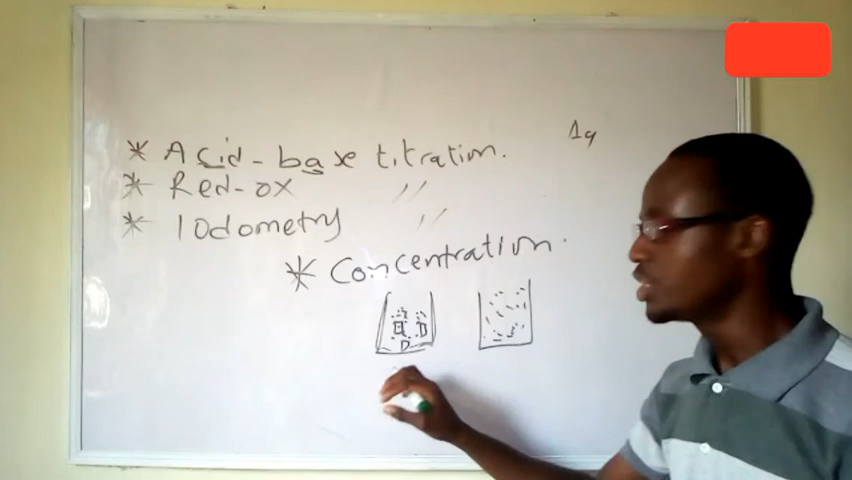 * Acid-base titration.
* Red-ox "
* Iodometry "
* Concentration.